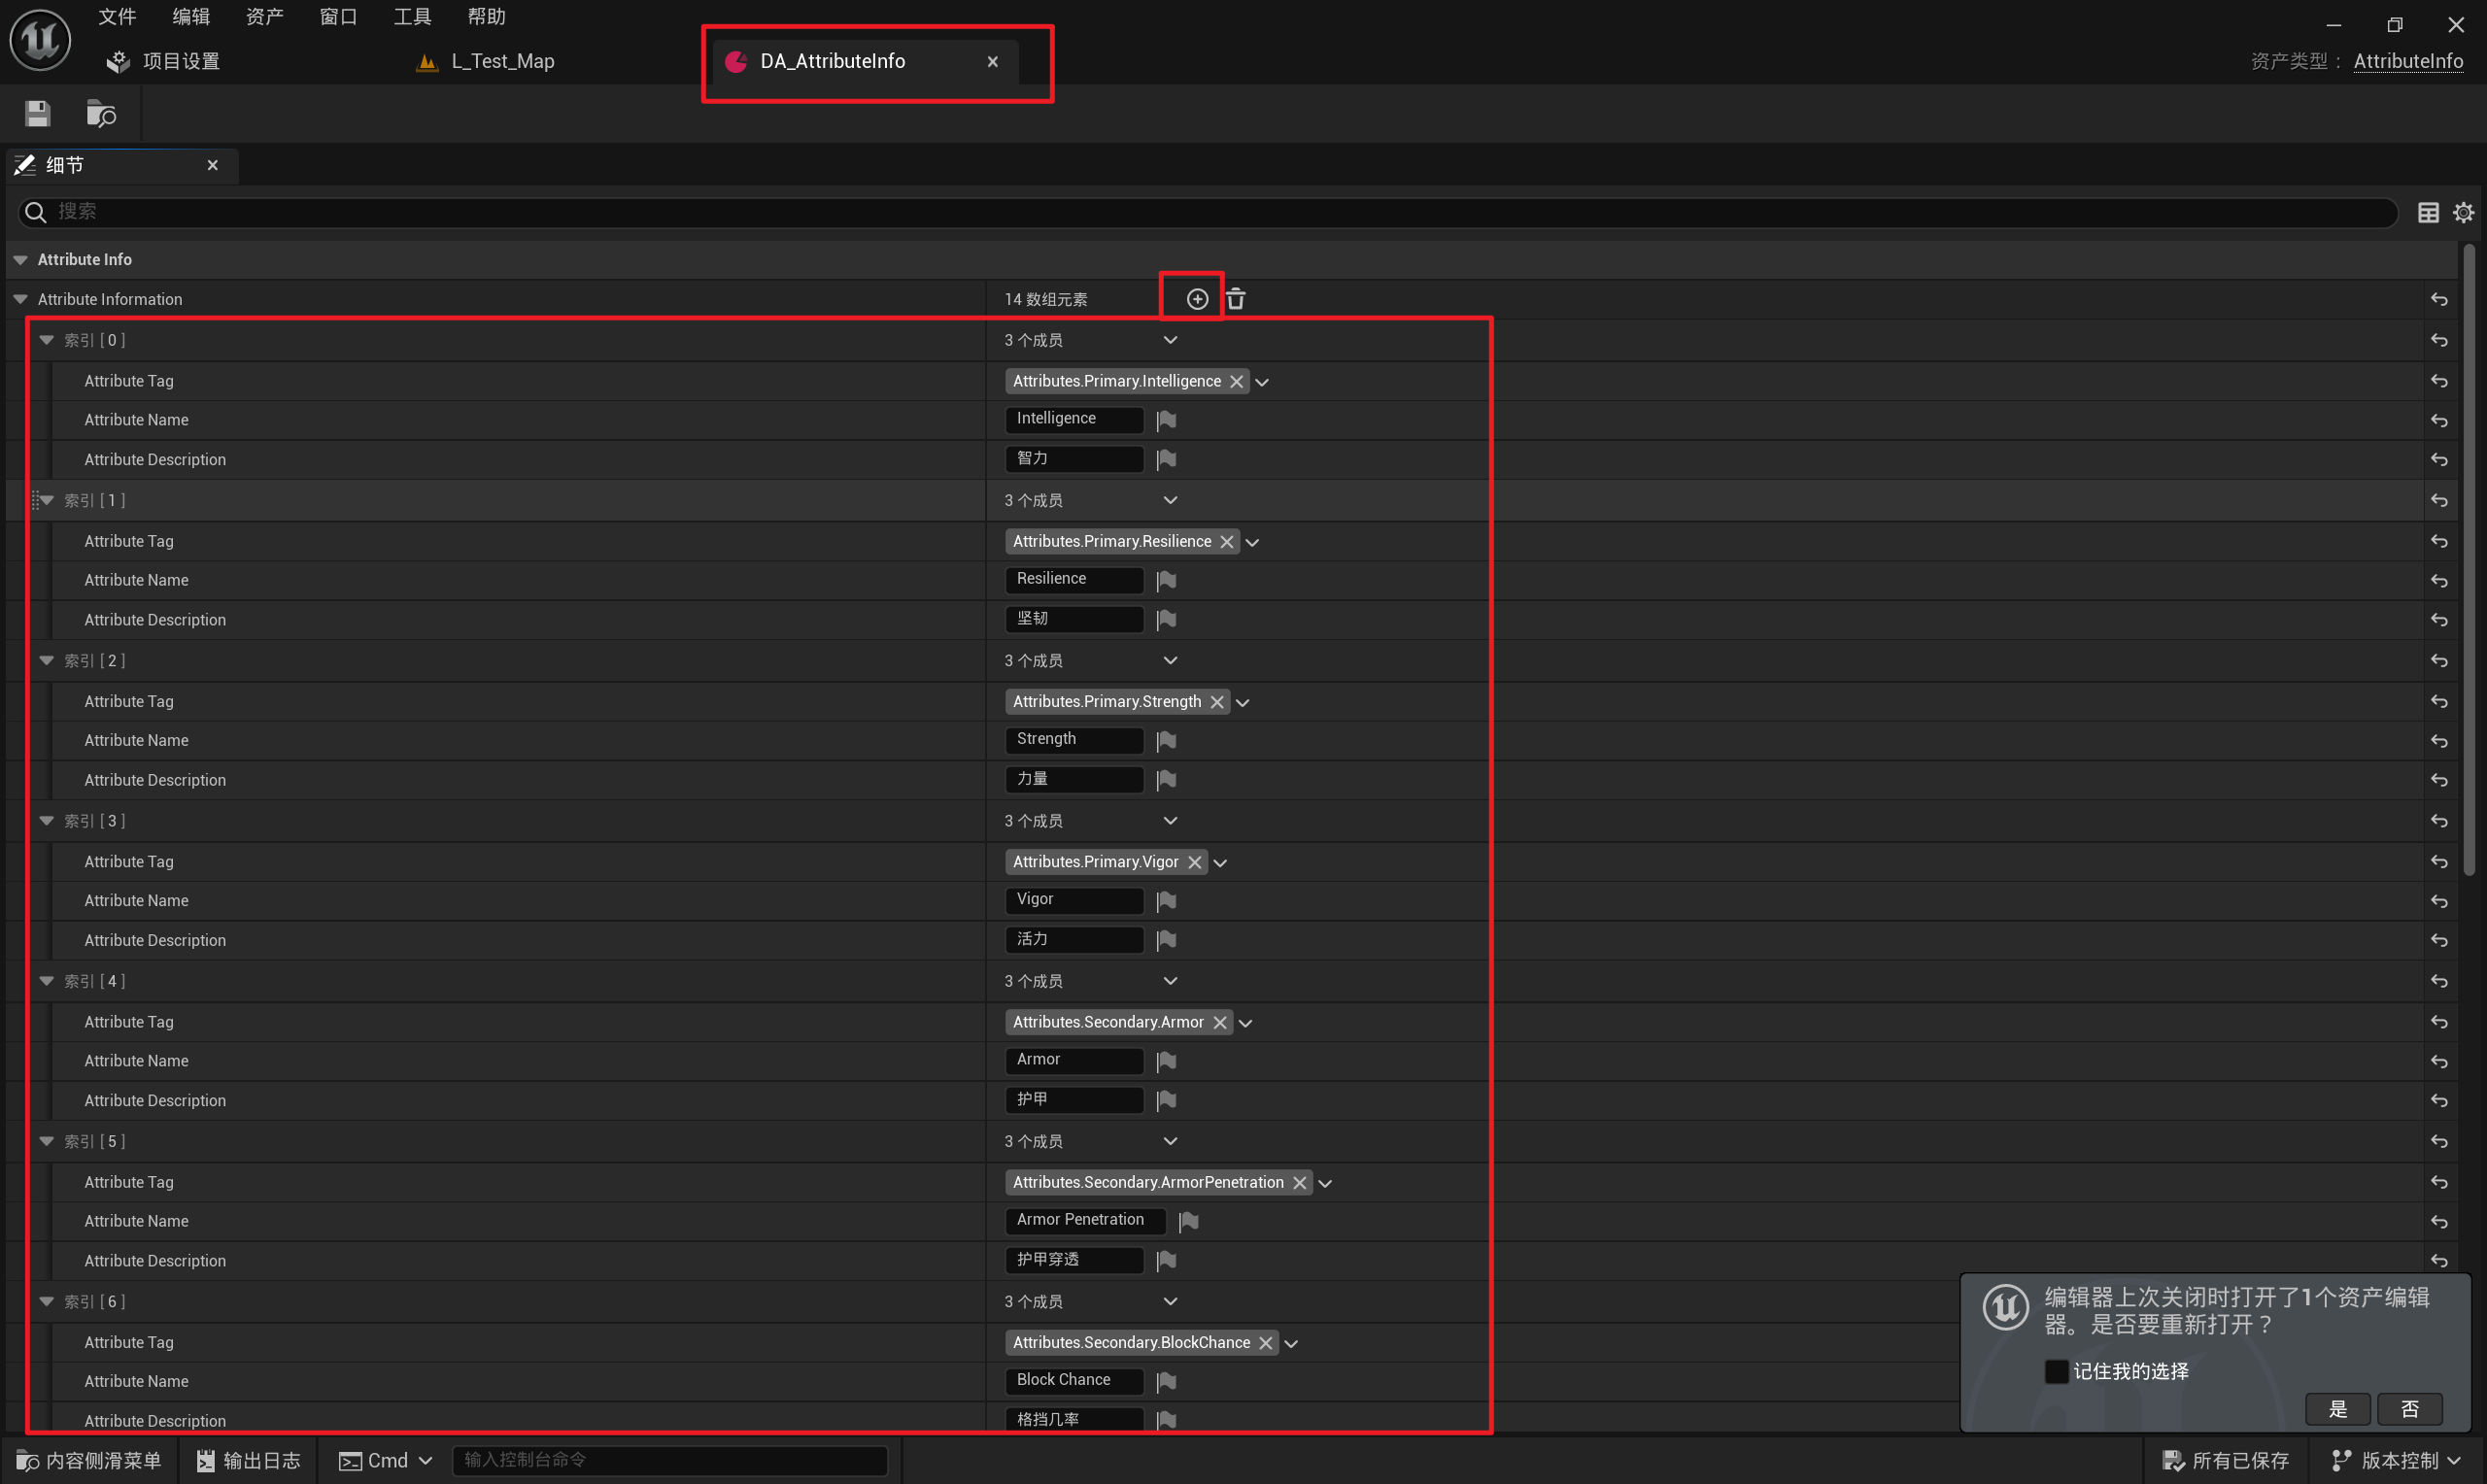 文件 编辑 资产 窗口 工具 帮助
项目设置 L_Test_Map DA_AttributeInfo 资产类型： AttributeInfo
细节
搜索
Attribute Info
Attribute Information 14 数组元素
索引 [ 0 ] 3 个成员
Attribute Tag Attributes.Primary.Intelligence
Attribute Name Intelligence
Attribute Description 智力
索引 [ 1 ] 3 个成员
Attribute Tag Attributes.Primary.Resilience
Attribute Name Resilience
Attribute Description 坚韧
索引 [ 2 ] 3 个成员
Attribute Tag Attributes.Primary.Strength
Attribute Name Strength
Attribute Description 力量
索引 [ 3 ] 3 个成员
Attribute Tag Attributes.Primary.Vigor
Attribute Name Vigor
Attribute Description 活力
索引 [ 4 ] 3 个成员
Attribute Tag Attributes.Secondary.Armor
Attribute Name Armor
Attribute Description 护甲
索引 [ 5 ] 3 个成员
Attribute Tag Attributes.Secondary.ArmorPenetration
Attribute Name Armor Penetration
Attribute Description 护甲穿透
索引 [ 6 ] 3 个成员
Attribute Tag Attributes.Secondary.BlockChance
Attribute Name Block Chance
Attribute Description 格挡几率
编辑器上次关闭时打开了1个资产编辑
器。是否要重新打开？
记住我的选择
是 否
内容侧滑菜单 输出日志 Cmd 输入控制台命令 所有已保存 版本控制